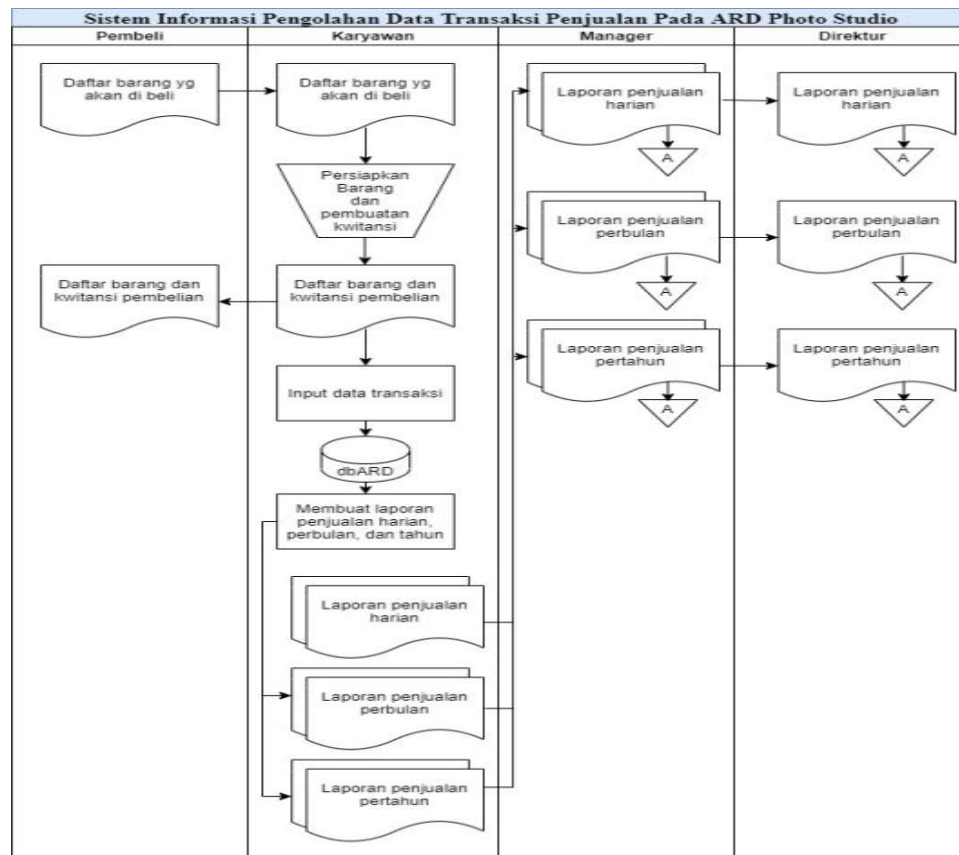 Sistem Informasi Pengolahan Data Transaksi Penjualan Pada ARD Photo Studio
Pembeli
Karyawan
Manager
Direktur
Daftar barang yg
akan di beli
Daftar barang yg
akan di beli
Persiapkan
Barang
dan
pembuatan
kwitansi
Daftar barang dan
kwitansi pembelian
Daftar barang dan
kwitansi pembelian
Input data transaksi
dbARD
Membuat laporan
penjualan harian,
perbulan, dan tahun
Laporan penjualan
harian
Laporan penjualan
perbulan
Laporan penjualan
pertahun
Laporan penjualan
harian
A
Laporan penjualan
perbulan
A
Laporan penjualan
pertahun
A
Laporan penjualan
harian
A
Laporan penjualan
perbulan
A
Laporan penjualan
pertahun
A